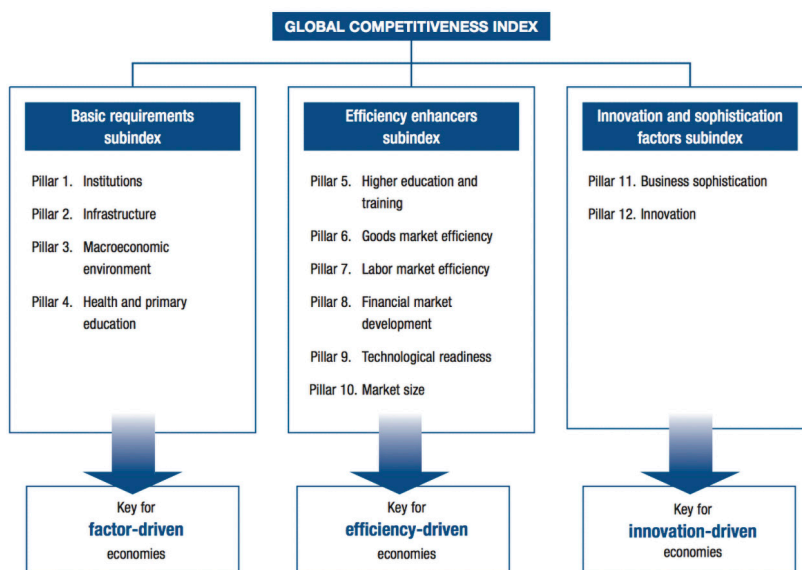 GLOBAL COMPETITIVENESS INDEX
Basic requirements
subindex
Pillar 1. Institutions
Pillar 2. Infrastructure
Pillar 3. Macroeconomic
environment
Pillar 4. Health and primary
education
Key for
factor-driven
economies
Efficiency enhancers
subindex
Pillar 5. Higher education and
training
Pillar 6. Goods market efficiency
Pillar 7. Labor market efficiency
Pillar 8. Financial market
development
Pillar 9. Technological readiness
Pillar 10. Market size
Key for
efficiency-driven
economies
Innovation and sophistication
factors subindex
Pillar 11. Business sophistication
Pillar 12. Innovation
Key for
innovation-driven
economies